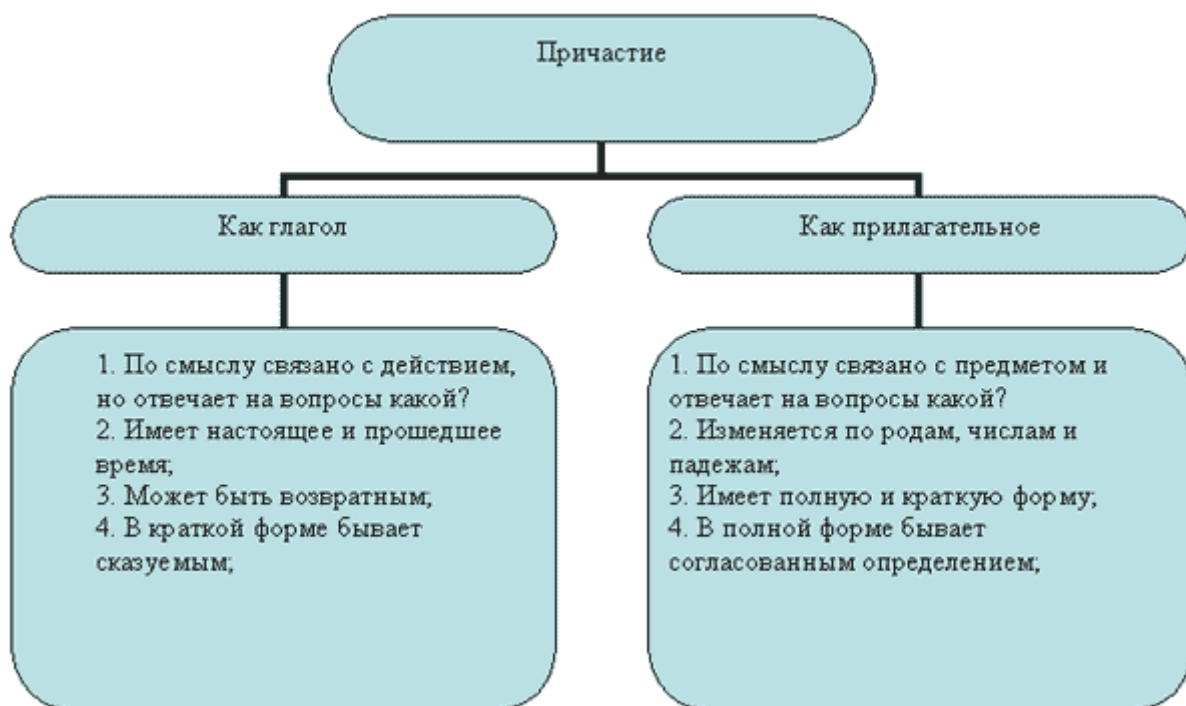 Причастие
Как глагол
Как прилагательное
1. По смыслу связано с действием,
но отвечает на вопросы какой?
2. Имеет настоящее и прошедшее
время;
3. Может быть возвратным;
4. В краткой форме бывает
сказуемым;
1. По смыслу связано с предметом и
отвечает на вопросы какой?
2. Изменяется по родам, числам и
падежам;
3. Имеет полную и краткую форму;
4. В полной форме бывает
согласованным определением;